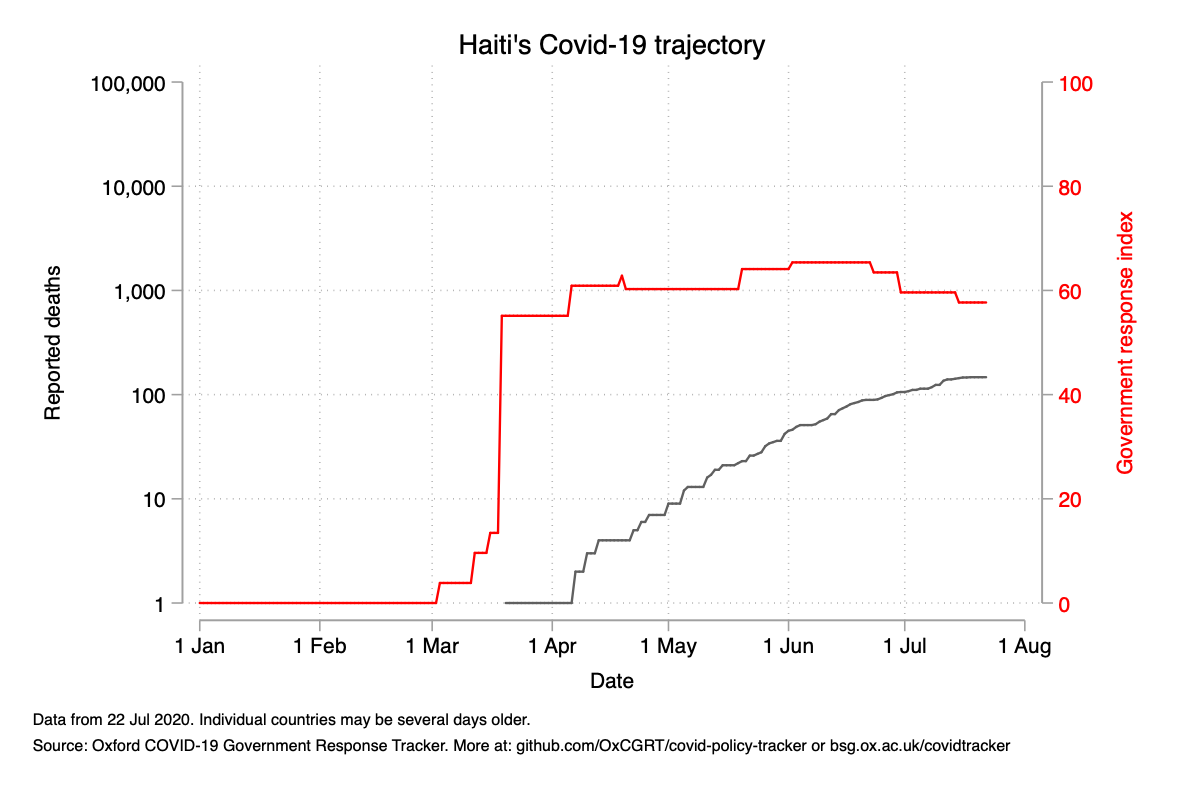 Haiti's Covid-19 trajectory
100,000
10,000
1,000
100
10
1
Reported deaths
100
80
60
40
20
0
Government response index
1 Jan 1 Feb 1 Mar 1 Apr 1 May 1 Jun 1 Jul 1 Aug
Date
Data from 22 Jul 2020. Individual countries may be several days older.
Source: Oxford COVID-19 Government Response Tracker. More at: github.com/OxCGRT/covid-policy-tracker or bsg.ox.ac.uk/covidtracker